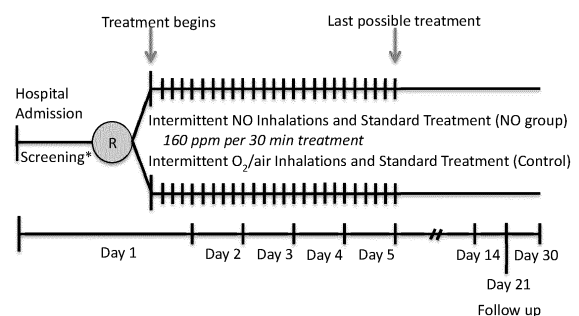 Treatment begins
Last possible treatment
Hospital
Admission
Screening*
R
Intermittent NO Inhalations and Standard Treatment (NO group)
160 ppm per 30 min treatment
Intermittent O2/air Inhalations and Standard Treatment (Control)
Day 1
Day 2
Day 3
Day 4
Day 5
Day 14
Day 30
Day 21
Follow up